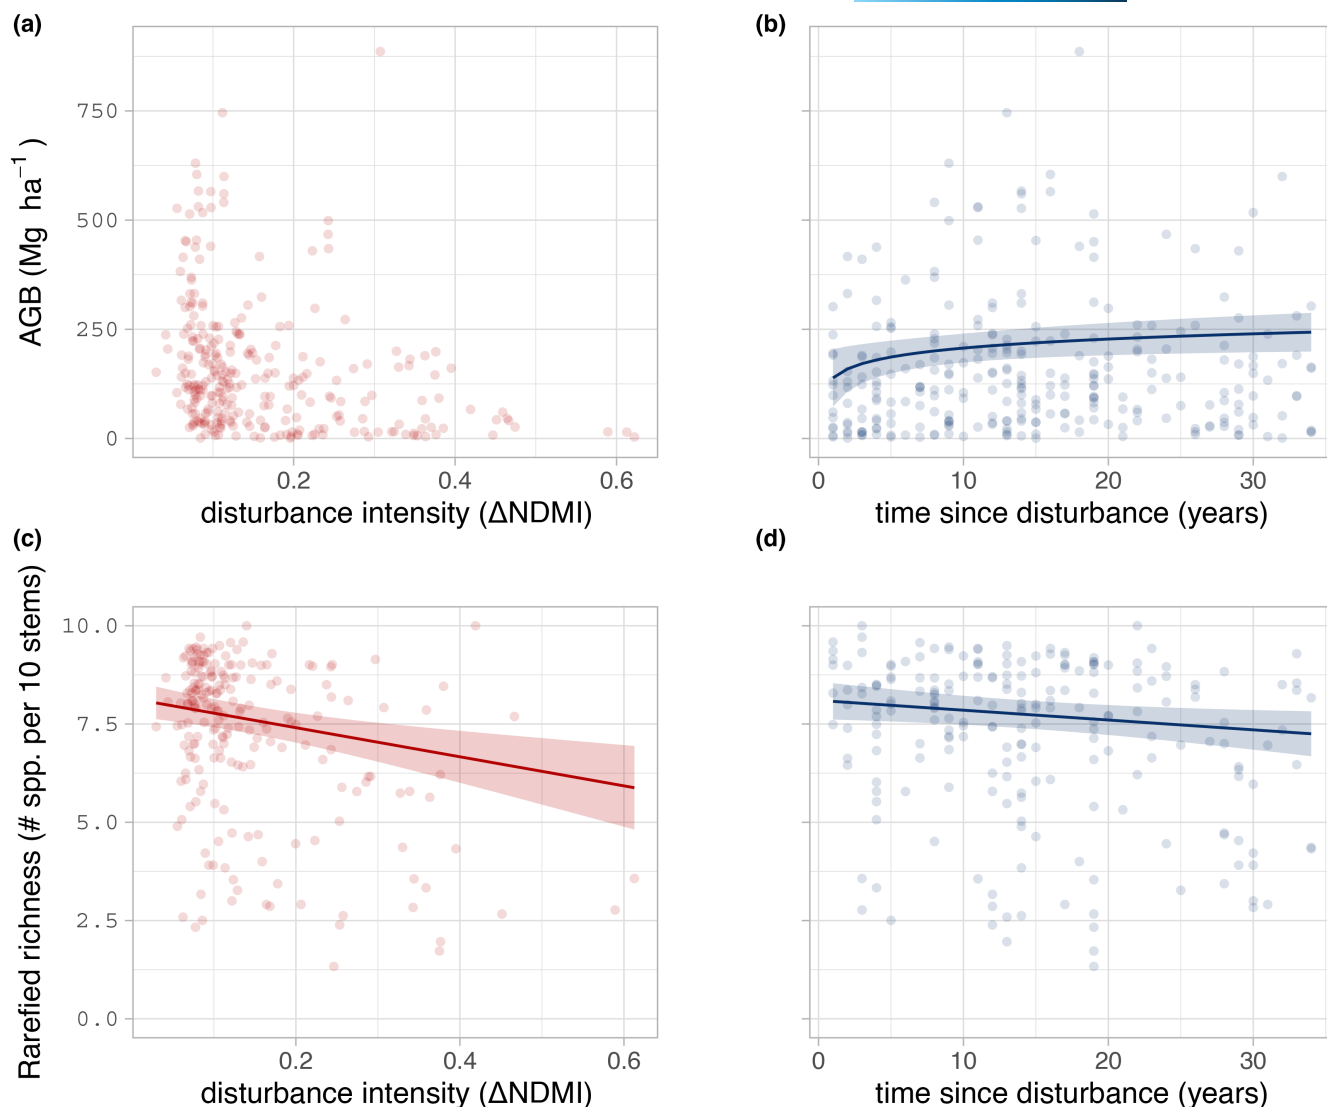 (a)
(b)
AGB (Mg ha⁻¹)
750
500
250
0
0.2 0.4 0.6
0 10 20 30
disturbance intensity (ΔNDMI)
time since disturbance (years)
(c)
(d)
Rarefied richness (# spp. per 10 stems)
10.0
7.5
5.0
2.5
0.0
0.2 0.4 0.6
0 10 20 30
disturbance intensity (ΔNDMI)
time since disturbance (years)